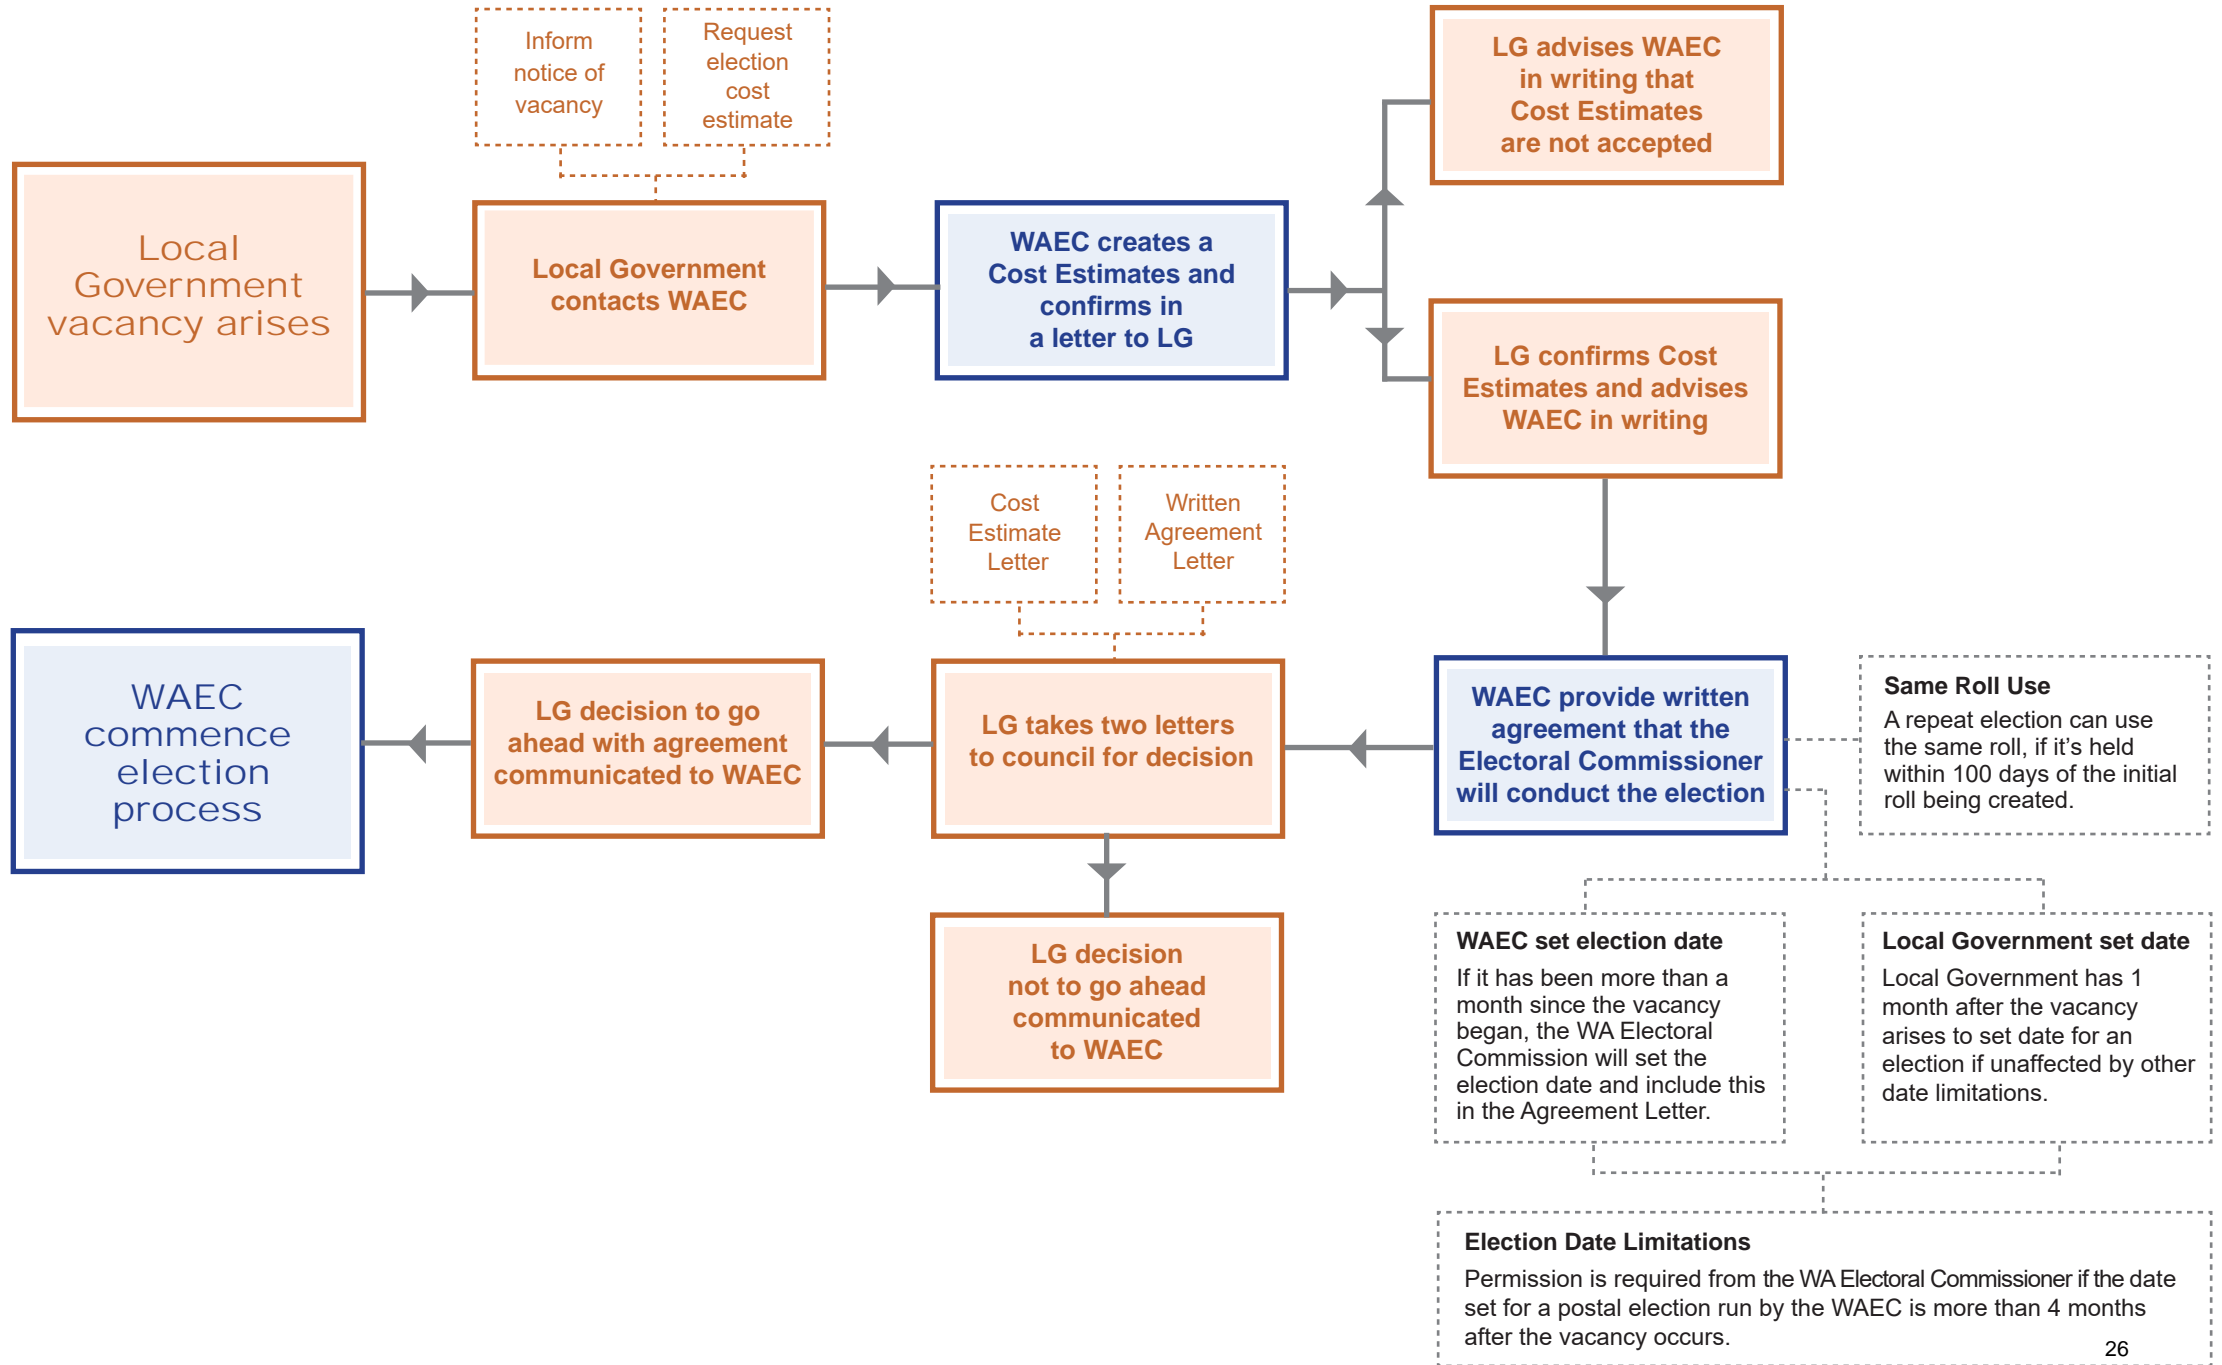 Inform
notice of
vacancy
Request
election
cost
estimate
Local
Government
vacancy arises
Local Government
contacts WAEC
WAEC creates a
Cost Estimates and
confirms in
a letter to LG
LG advises WAEC
in writing that
Cost Estimates
are not accepted
LG confirms Cost
Estimates and advises
WAEC in writing
Cost
Estimate
Letter
Written
Agreement
Letter
WAEC
commence
election
process
LG decision to go
ahead with agreement
communicated to WAEC
LG takes two letters
to council for decision
WAEC provide written
agreement that the
Electoral Commissioner
will conduct the election
Same Roll Use
A repeat election can use
the same roll, if it's held
within 100 days of the initial
roll being created.
LG decision
not to go ahead
communicated
to WAEC
WAEC set election date
If it has been more than a
month since the vacancy
began, the WA Electoral
Commission will set the
election date and include this
in the Agreement Letter.
Local Government set date
Local Government has 1
month after the vacancy
arises to set date for an
election if unaffected by other
date limitations.
Election Date Limitations
Permission is required from the WA Electoral Commissioner if the date
set for a postal election run by the WAEC is more than 4 months
after the vacancy occurs.
26